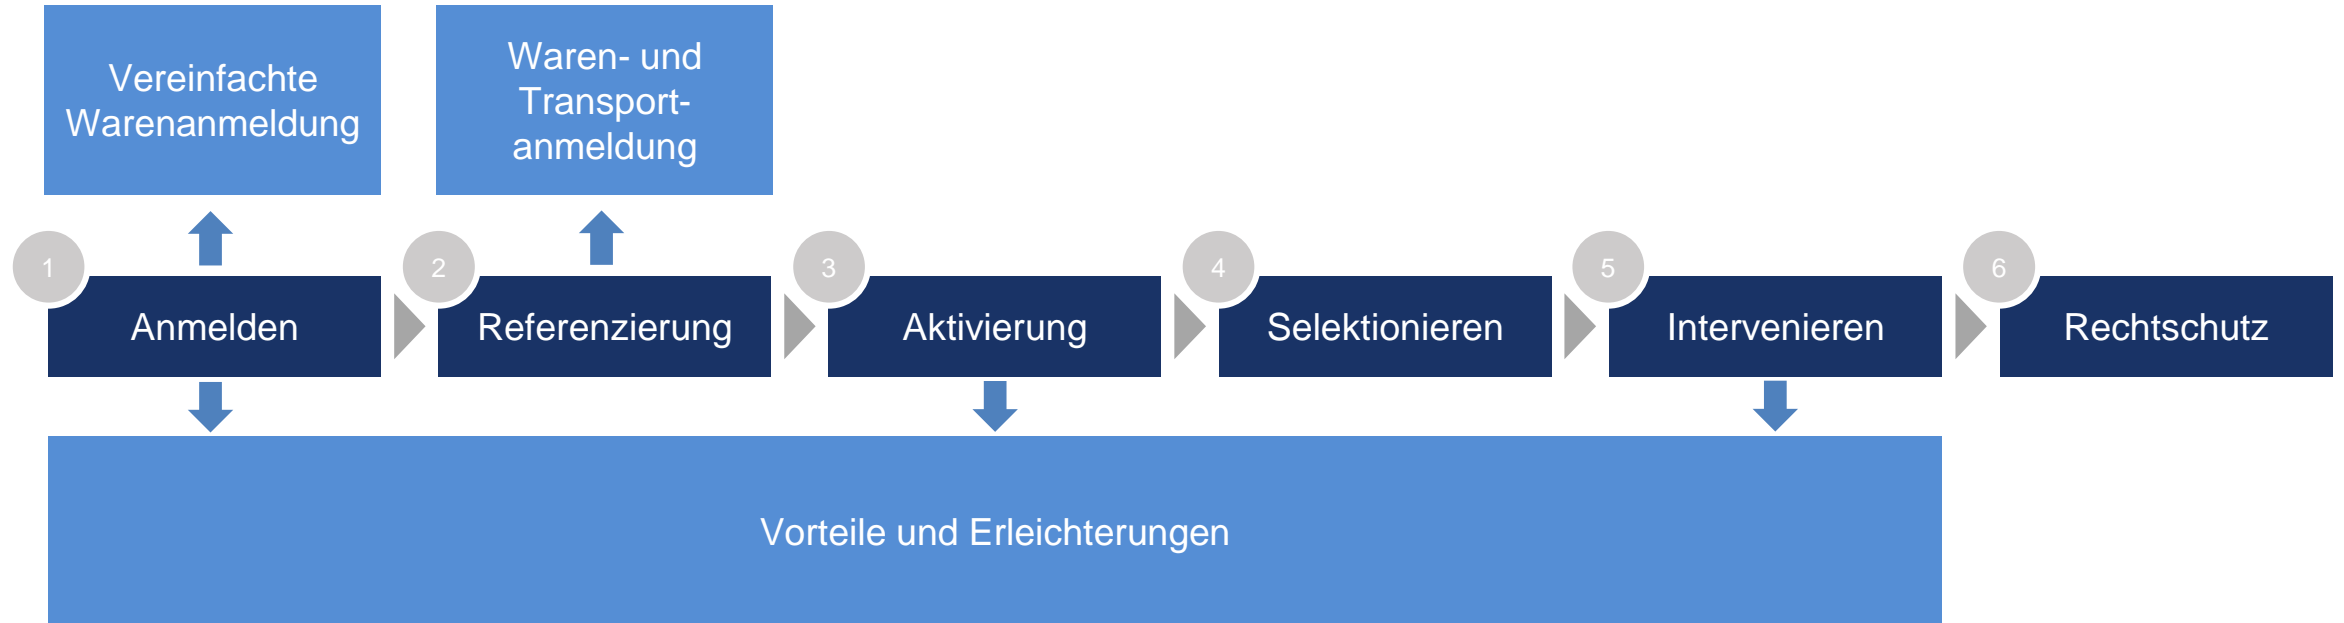 Vereinfachte
Warenanmeldung
Waren- und
Transport-
anmeldung
1
2
3
4
5
6
Anmelden
Referenzierung
Aktivierung
Selektionieren
Intervenieren
Rechtschutz
Vorteile und Erleichterungen